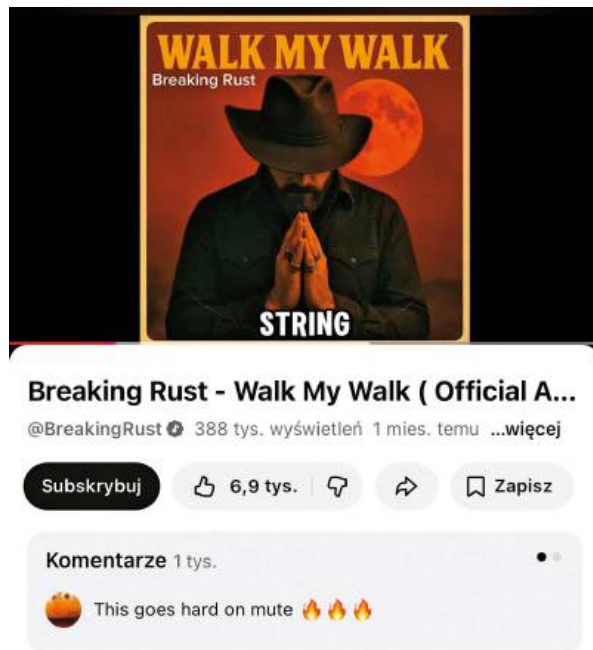 WALK MY WALK
Breaking Rust
STRING
Breaking Rust - Walk My Walk ( Official A...
@BreakingRust 388 tys. wyświetleń 1 mies. temu ...więcej
Subskrybuj 6,9 tys. Zapisz
Komentarze 1 tys.
This goes hard on mute 🔥🔥🔥